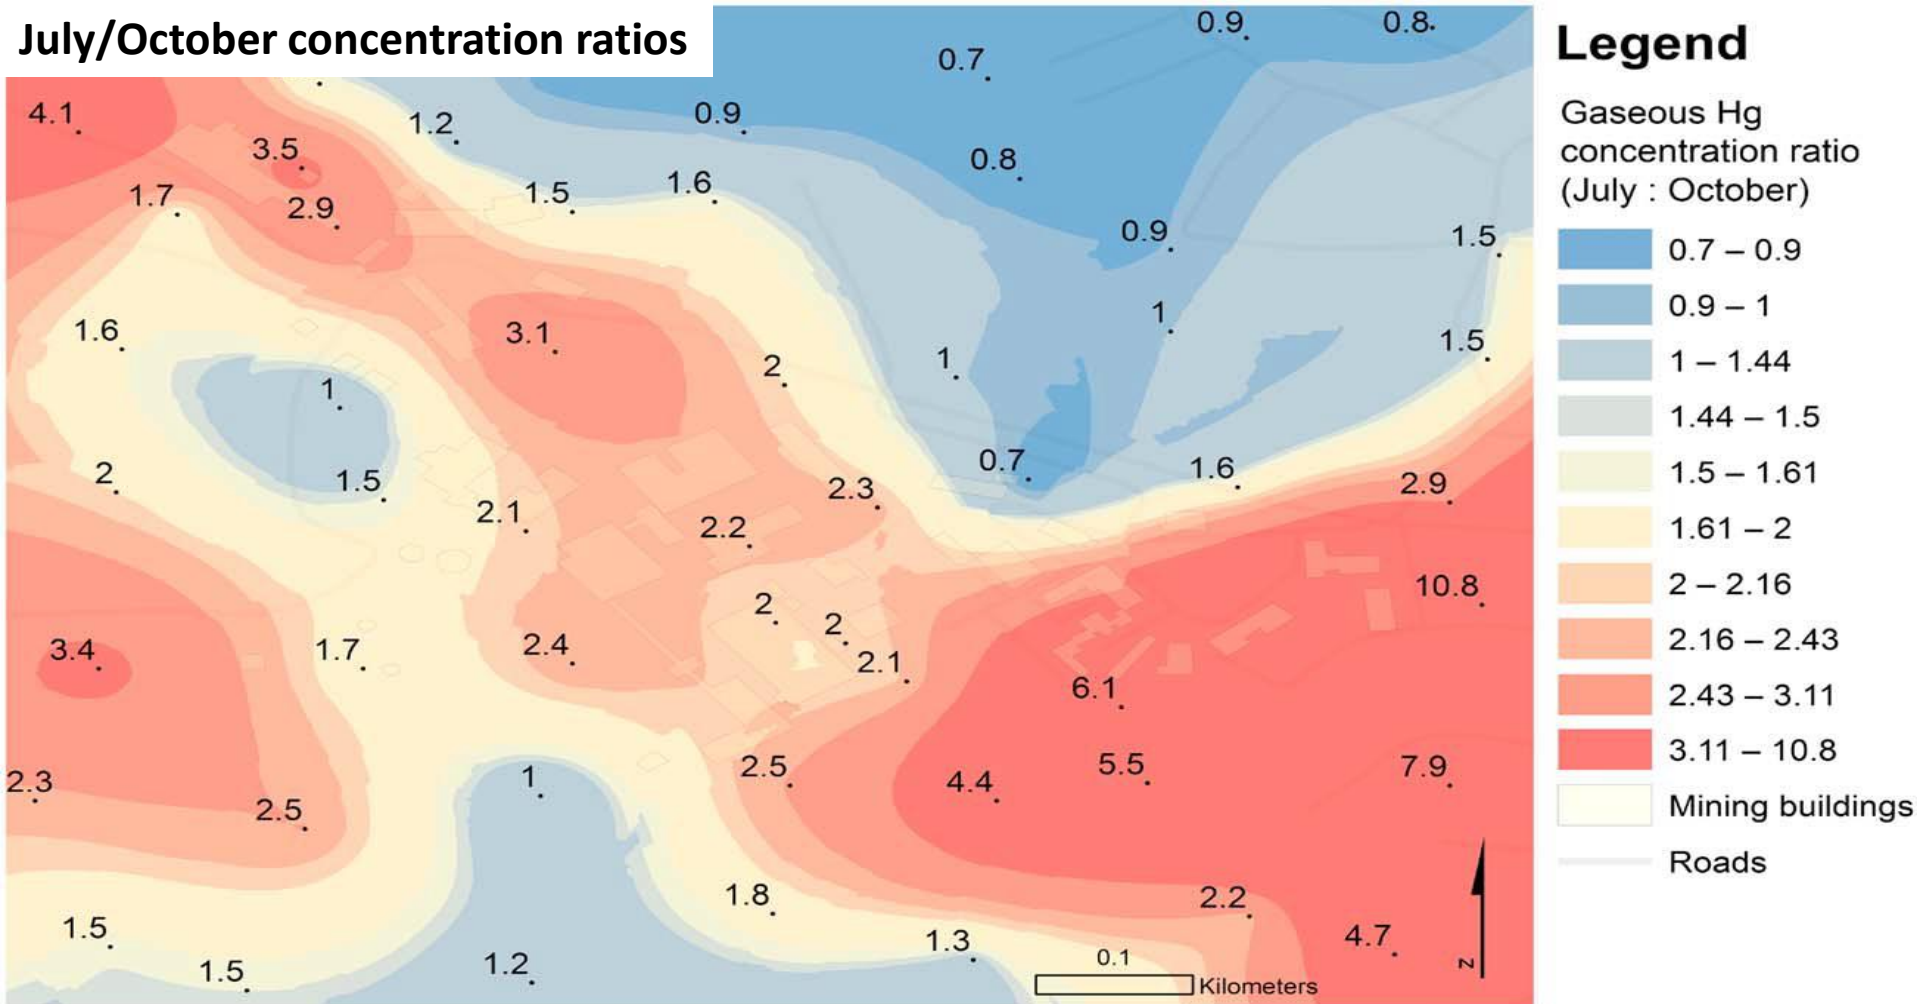 July/October concentration ratios
0.9
0.8
0.7
4.1
1.2
0.9
3.5
0.8
1.7
2.9
1.5
1.6
0.9
1.5
1.6
3.1
2
1
1
1.5
1
2
1.5
2.1
2.3
2.2
0.7
1.6
2.9
10.8
3.4
1.7
2.4
2
2
2.1
6.1
2.3
2.5
1
2.5
4.4
5.5
7.9
1.5
1.5
1.2
1.8
1.3
2.2
4.7
0.1
Kilometers
N
Legend
Gaseous Hg
concentration ratio
(July : October)
0.7 – 0.9
0.9 – 1
1 – 1.44
1.44 – 1.5
1.5 – 1.61
1.61 – 2
2 – 2.16
2.16 – 2.43
2.43 – 3.11
3.11 – 10.8
Mining buildings
Roads